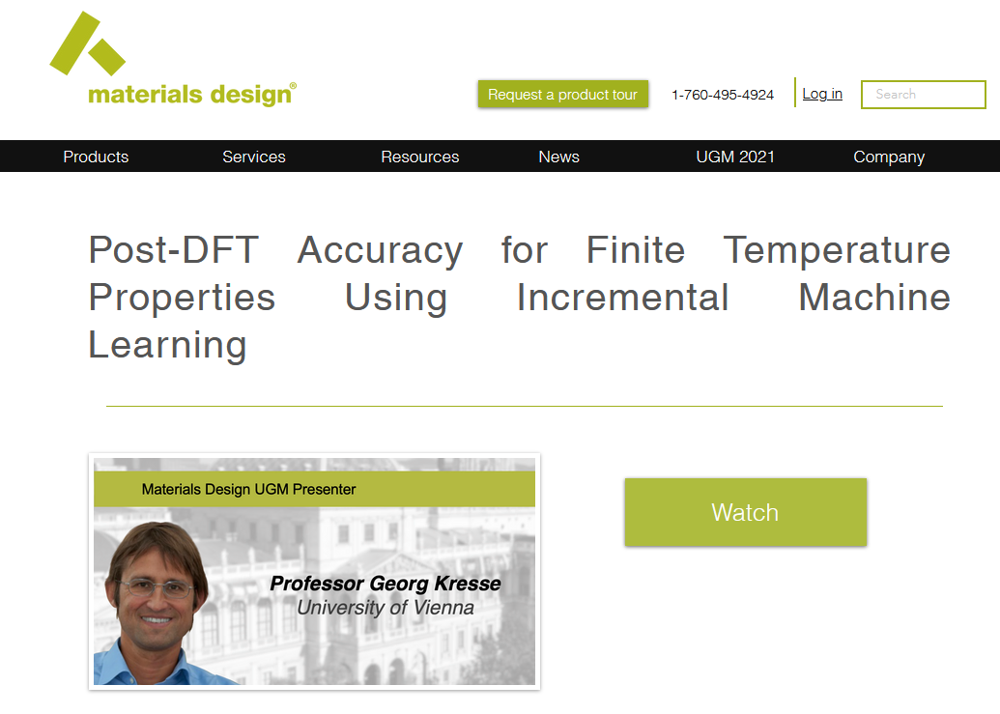 materials design®
Request a product tour
1-760-495-4924
Log in
Search
Products Services Resources News UGM 2021 Company
Post-DFT Accuracy for Finite Temperature
Properties Using Incremental Machine
Learning
Materials Design UGM Presenter
Professor Georg Kresse
University of Vienna
Watch